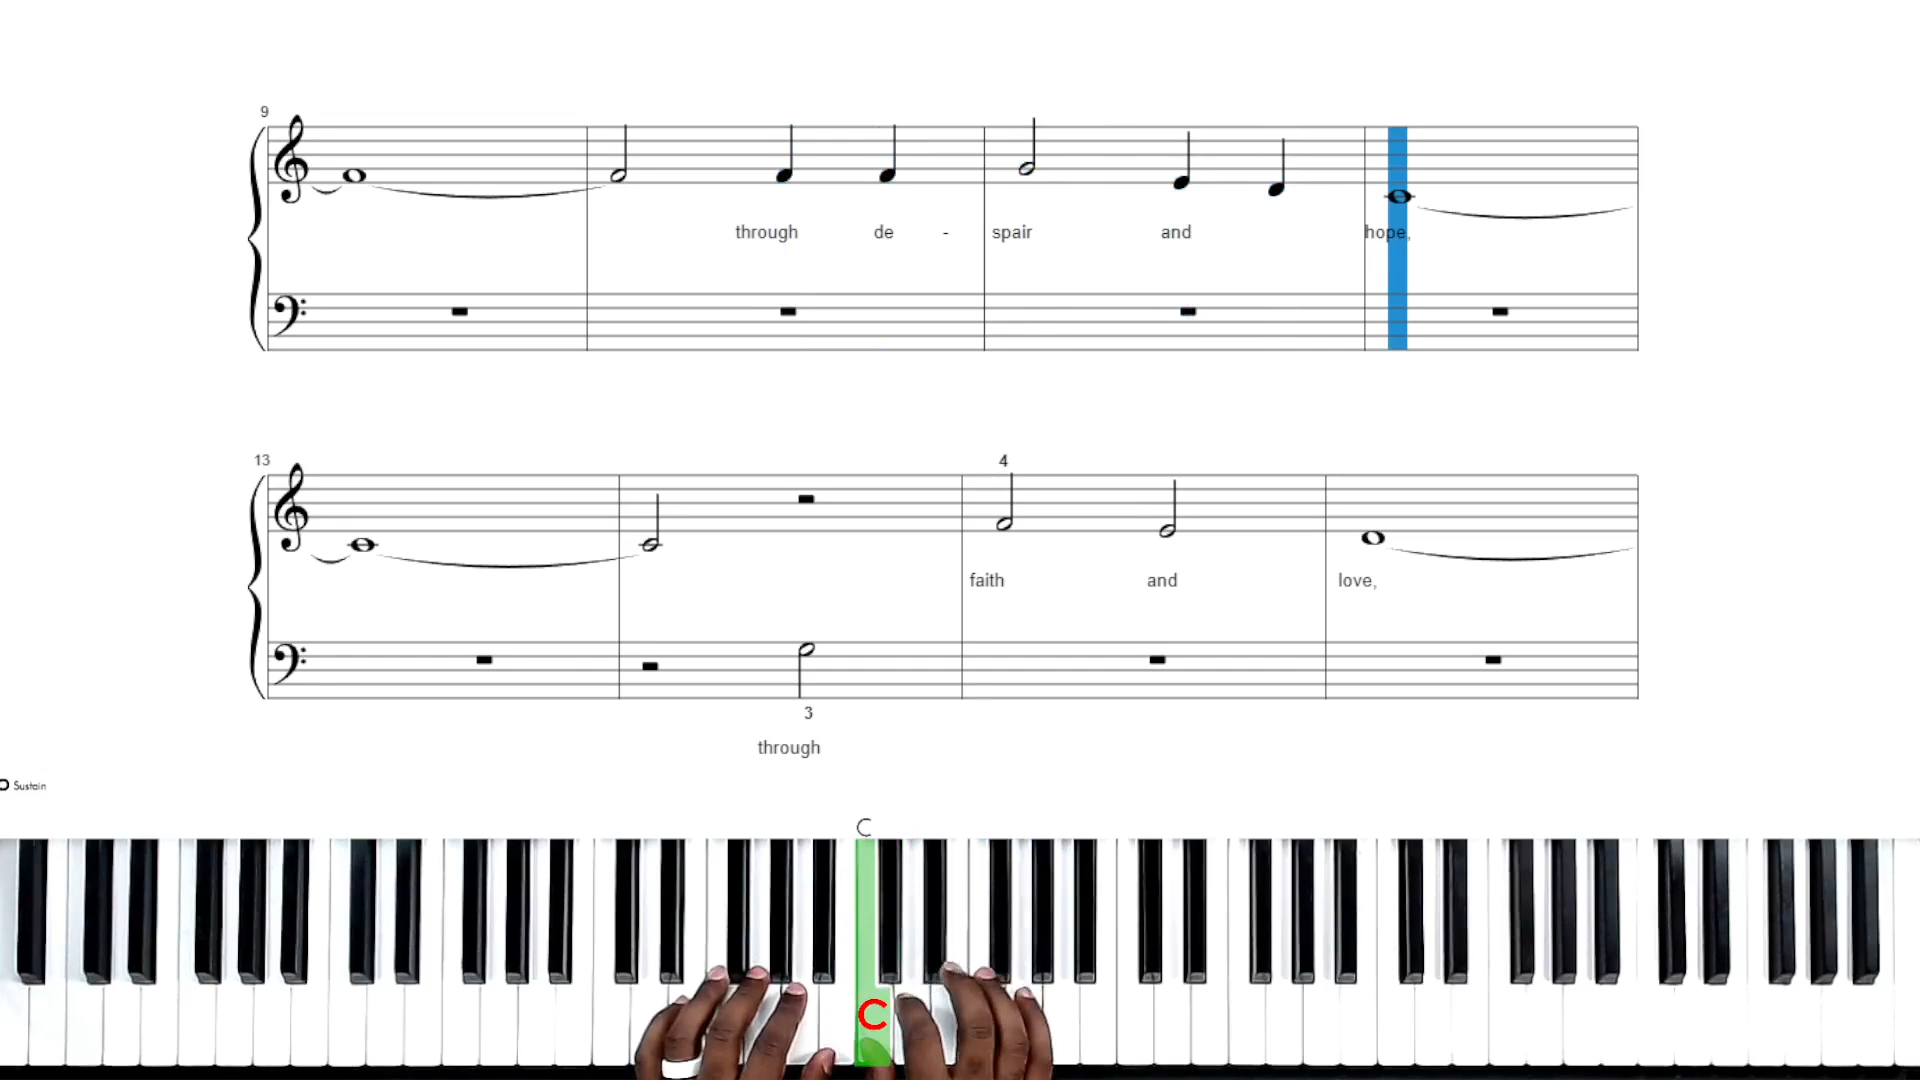 9
through de - spair and hope,
13
4
faith and love,
3
through
Sustain
C
C